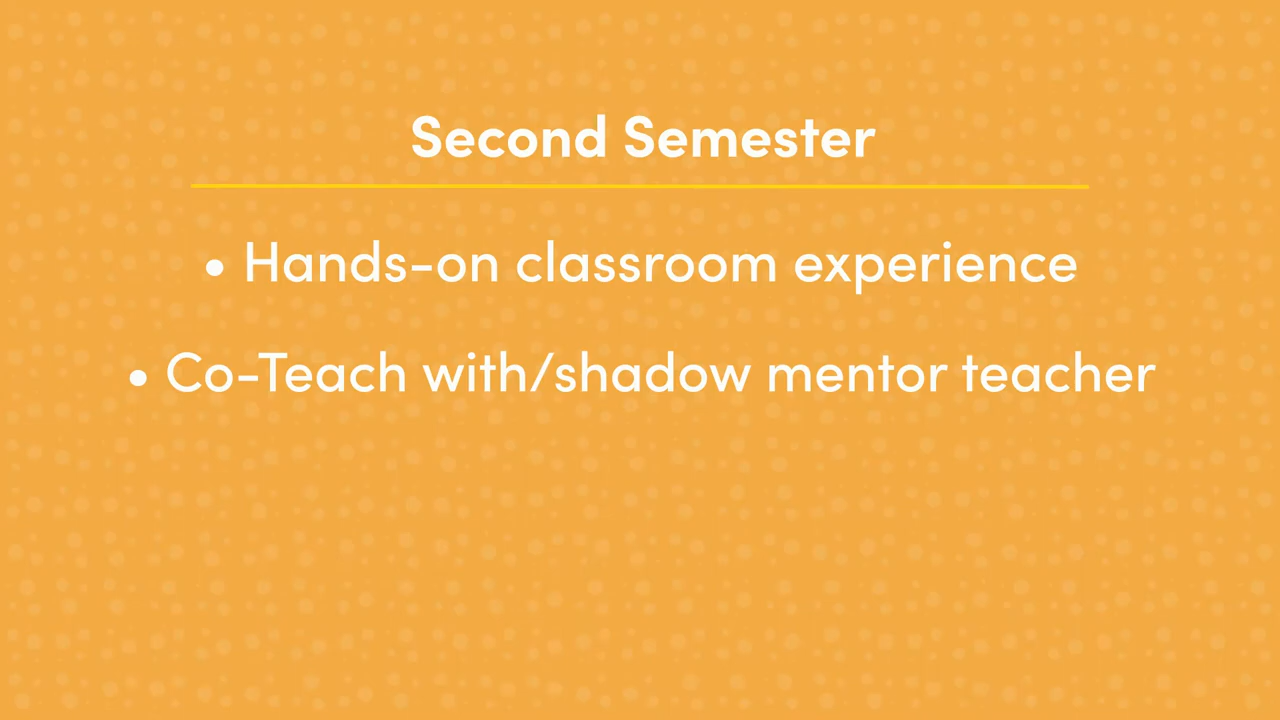 Second Semester
• Hands-on classroom experience
• Co-Teach with/shadow mentor teacher